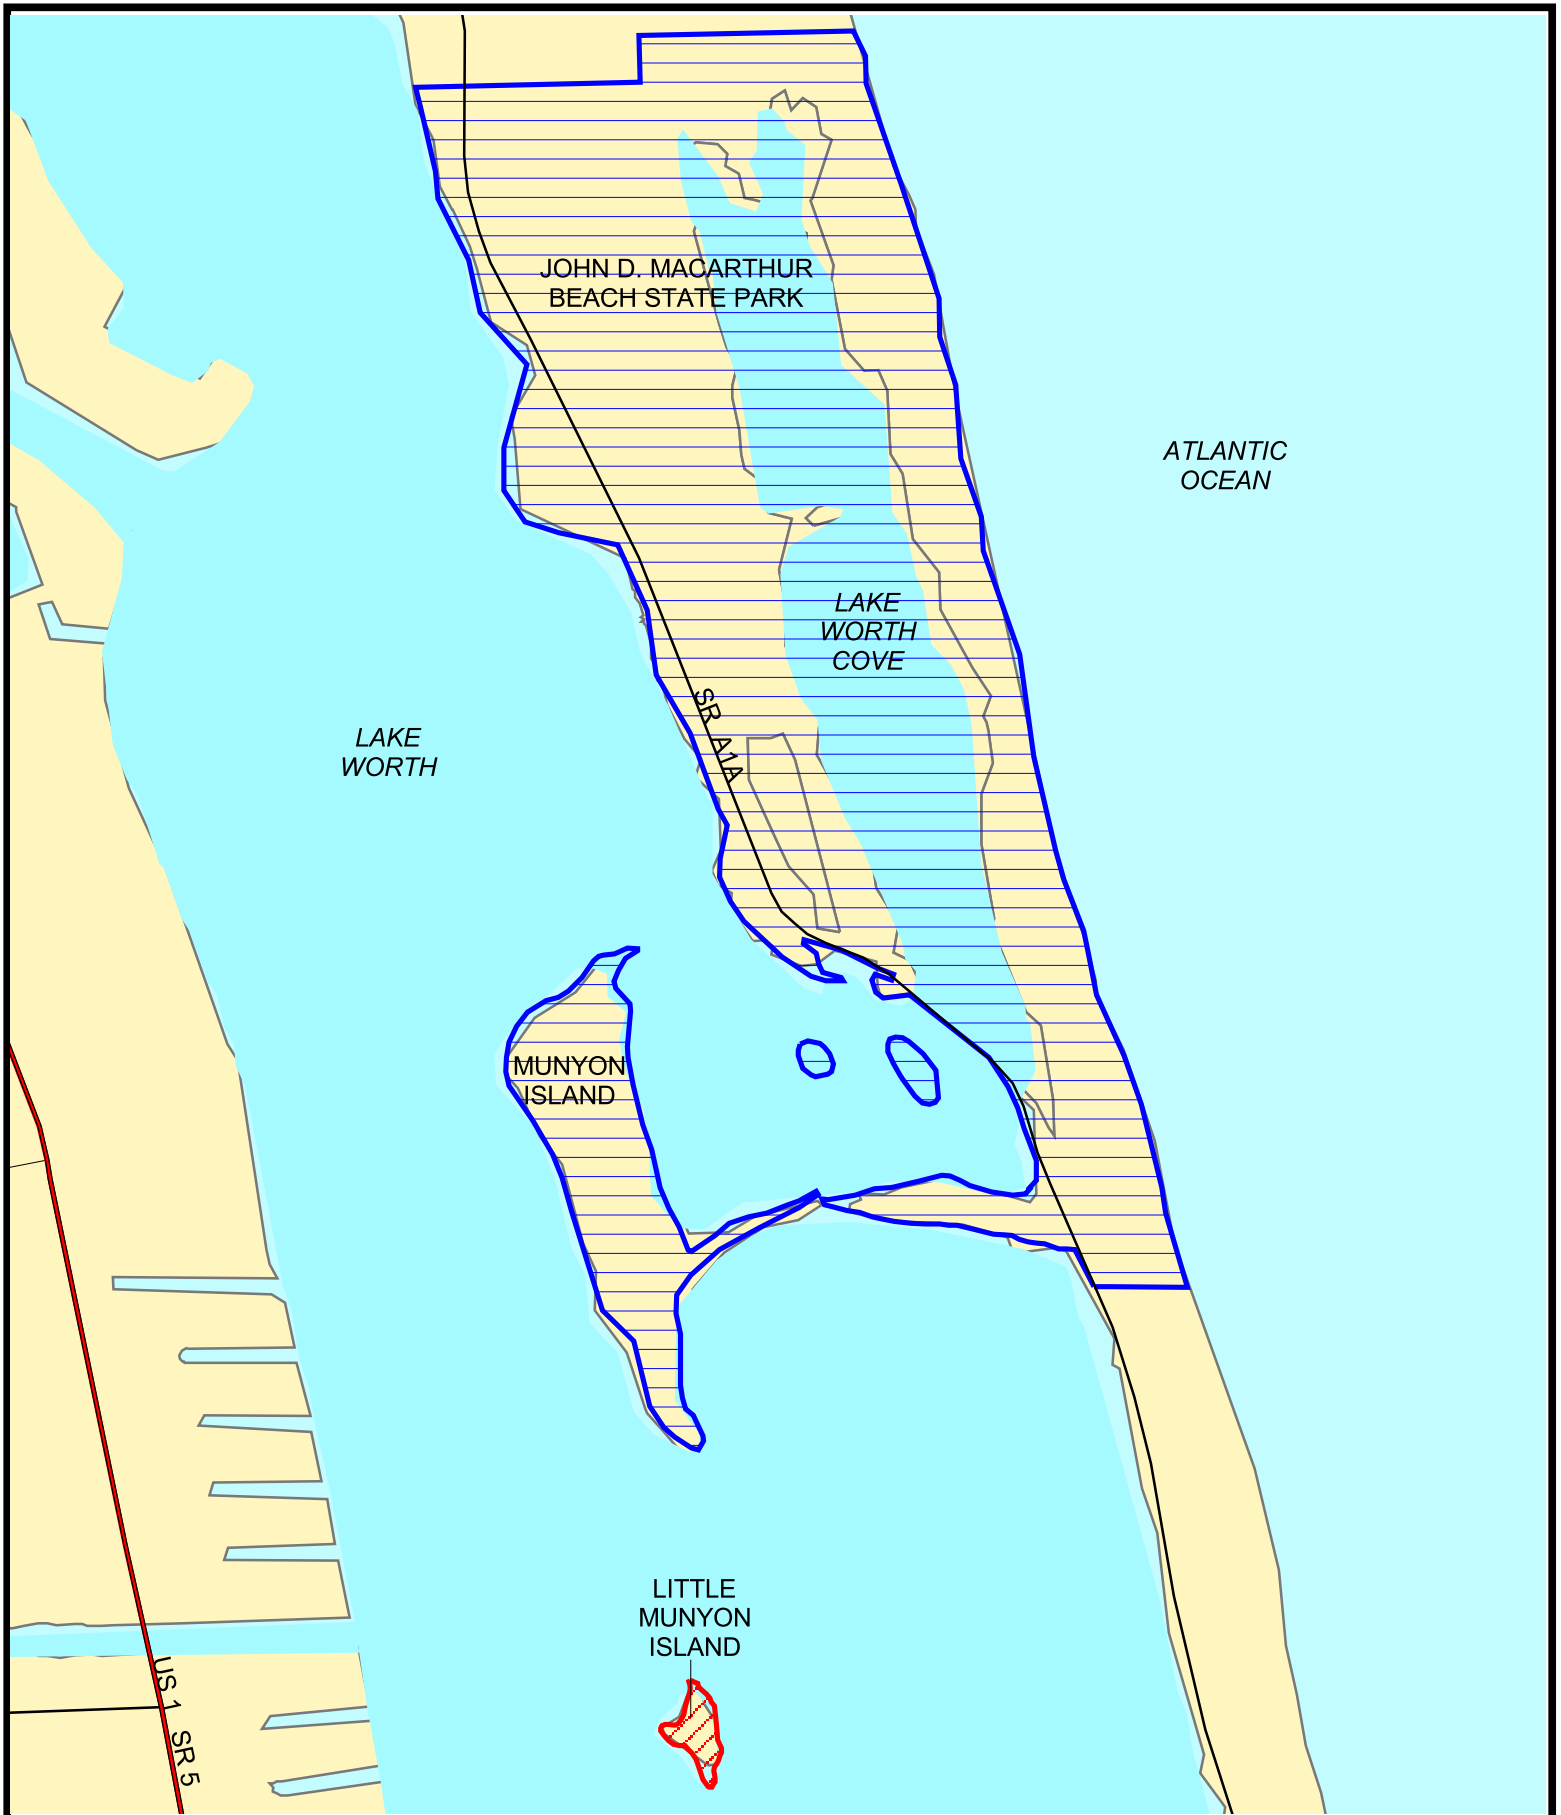 JOHN D. MACARTHUR
BEACH STATE PARK
ATLANTIC
OCEAN
LAKE
WORTH
COVE
SR A1A
LAKE
WORTH
MUNYON
ISLAND
LITTLE
MUNYON
ISLAND
US 1 SR 5